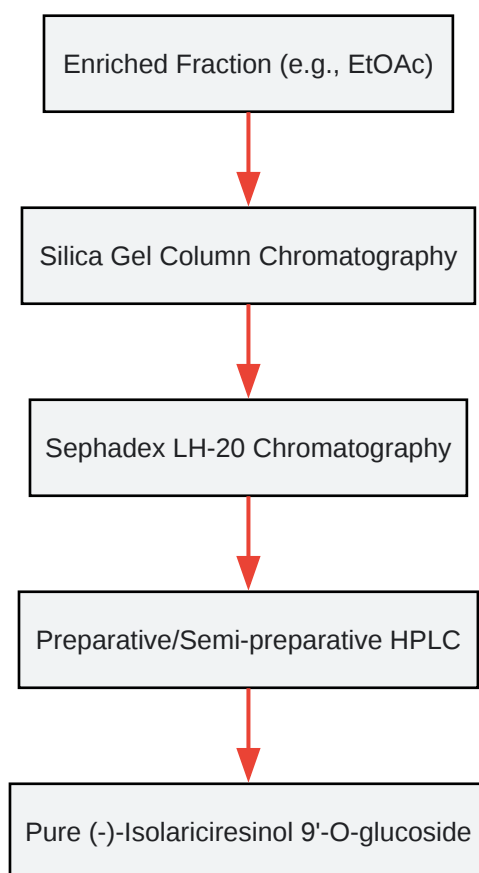 Enriched Fraction (e.g., EtOAc)
Silica Gel Column Chromatography
Sephadex LH-20 Chromatography
Preparative/Semi-preparative HPLC
Pure (-)-Isolariciresinol 9'-O-glucoside